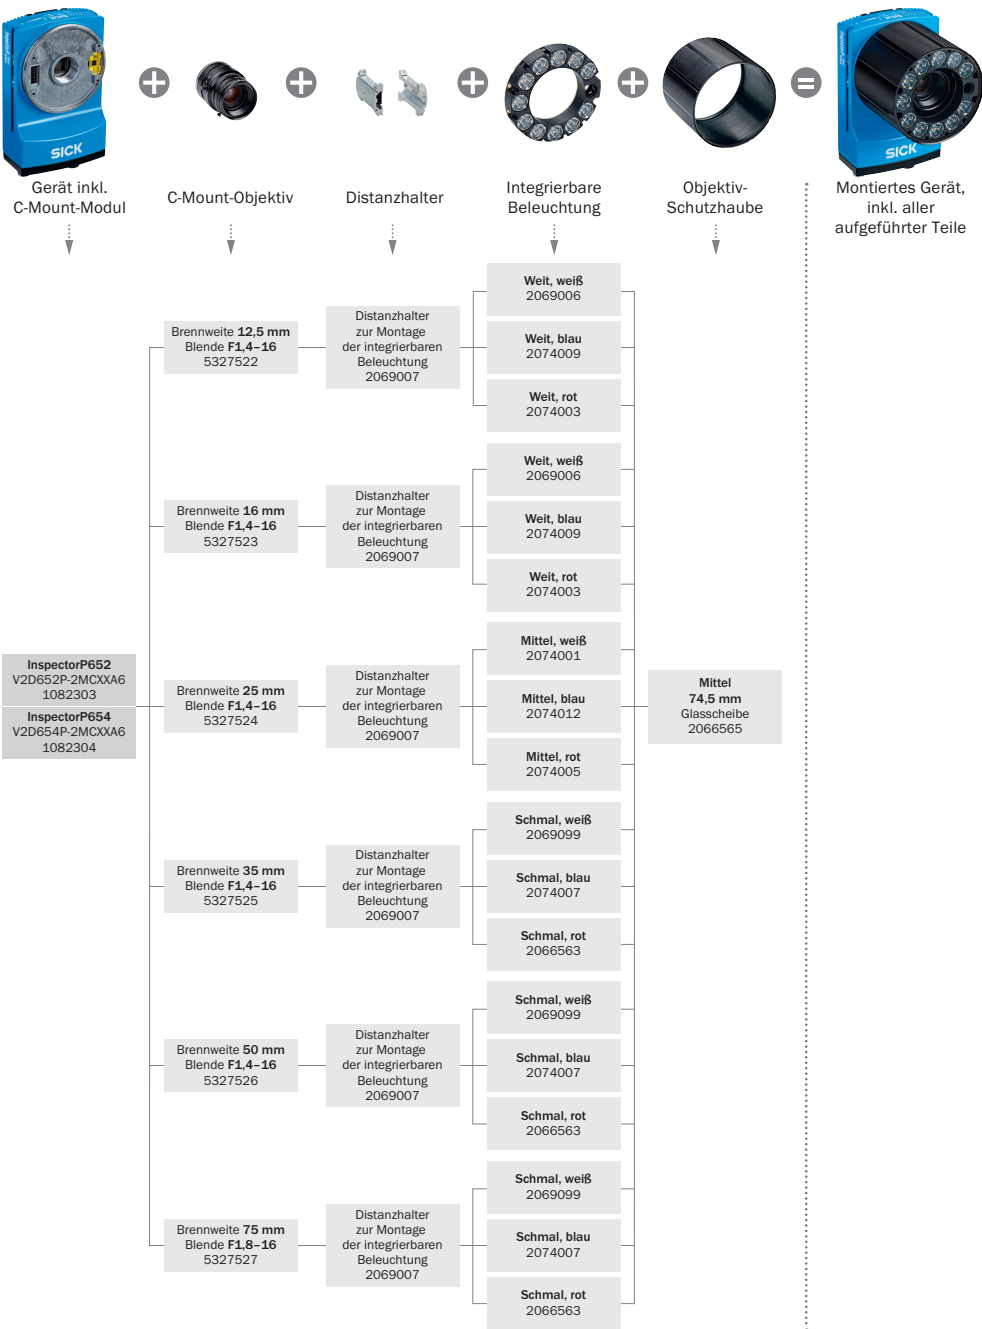 SICK
SICK
Gerät inkl.
C-Mount-Modul
C-Mount-Objektiv
Distanzhalter
Integrierbare
Beleuchtung
Objektiv-
Schutzhaube
Montiertes Gerät,
inkl. aller
aufgeführter Teile
InspectorP652
V2D652P-2MCXXA6
1082303
InspectorP654
V2D654P-2MCXXA6
1082304
Brennweite 12,5 mm
Blende F1,4–16
5327522
Distanzhalter
zur Montage
der integrierbaren
Beleuchtung
2069007
Weit, weiß
2069006
Weit, blau
2074009
Weit, rot
2074003
Brennweite 16 mm
Blende F1,4–16
5327523
Distanzhalter
zur Montage
der integrierbaren
Beleuchtung
2069007
Weit, weiß
2069006
Weit, blau
2074009
Weit, rot
2074003
Brennweite 25 mm
Blende F1,4–16
5327524
Distanzhalter
zur Montage
der integrierbaren
Beleuchtung
2069007
Mittel, weiß
2074001
Mittel, blau
2074012
Mittel, rot
2074005
Brennweite 35 mm
Blende F1,4–16
5327525
Distanzhalter
zur Montage
der integrierbaren
Beleuchtung
2069007
Schmal, weiß
2069099
Schmal, blau
2074007
Schmal, rot
2066563
Brennweite 50 mm
Blende F1,4–16
5327526
Distanzhalter
zur Montage
der integrierbaren
Beleuchtung
2069007
Schmal, weiß
2069099
Schmal, blau
2074007
Schmal, rot
2066563
Brennweite 75 mm
Blende F1,8–16
5327527
Distanzhalter
zur Montage
der integrierbaren
Beleuchtung
2069007
Schmal, weiß
2069099
Schmal, blau
2074007
Schmal, rot
2066563
Mittel
74,5 mm
Glasscheibe
2066565